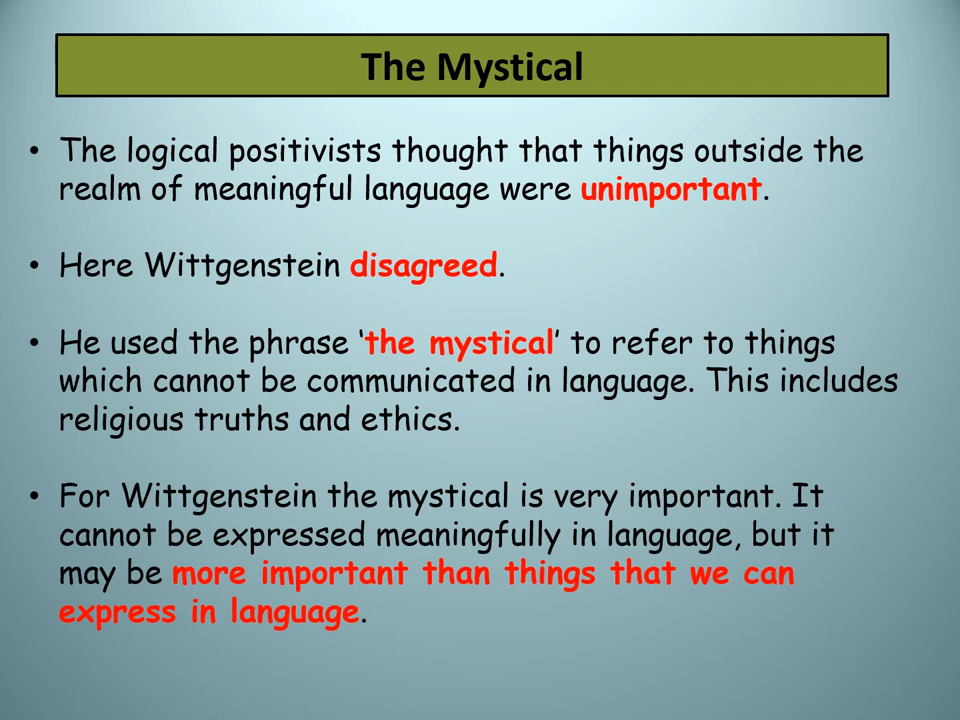 The Mystical
• The logical positivists thought that things outside the
realm of meaningful language were unimportant.
• Here Wittgenstein disagreed.
• He used the phrase ‘the mystical’ to refer to things
which cannot be communicated in language. This includes
religious truths and ethics.
• For Wittgenstein the mystical is very important. It
cannot be expressed meaningfully in language, but it
may be more important than things that we can
express in language.